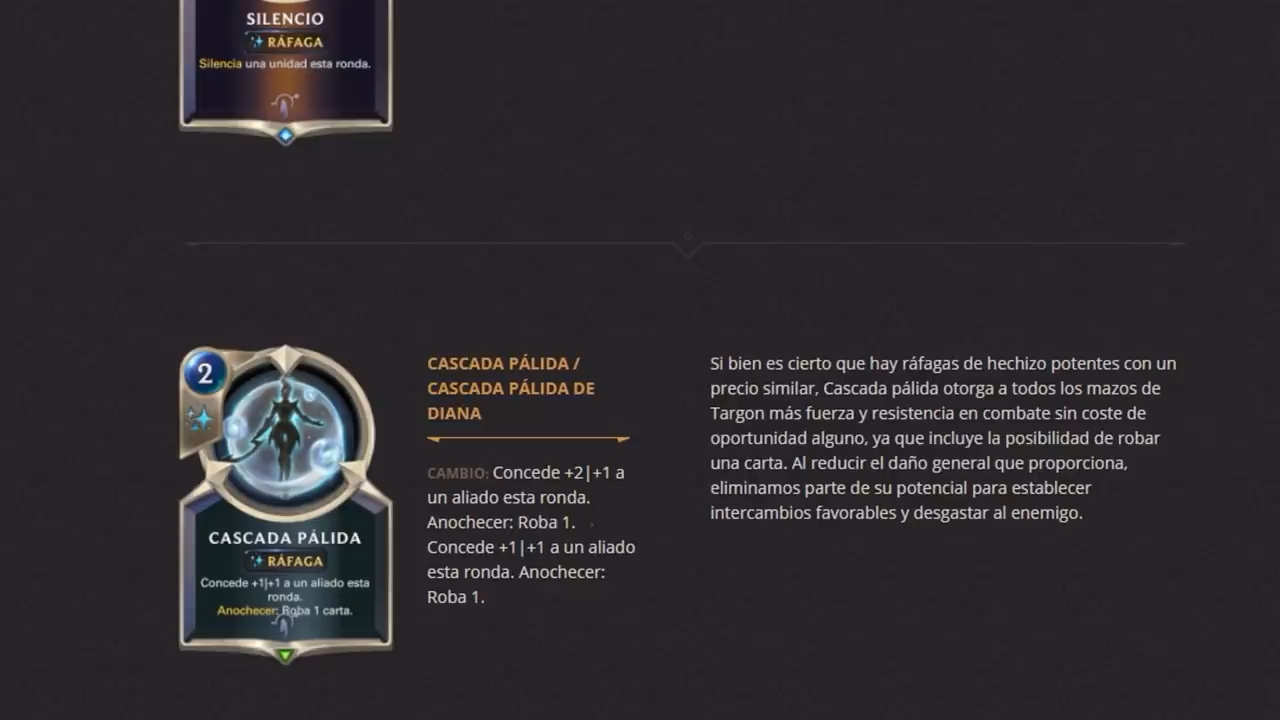 SILENCIO
RÁFAGA
Silencia una unidad esta ronda.
2
CASCADA PÁLIDA
RÁFAGA
Concede +1|+1 a un aliado esta
ronda.
Anochecer: Roba 1 carta.
CASCADA PÁLIDA /
CASCADA PÁLIDA DE
DIANA
CAMBIO: Concede +2|+1 a
un aliado esta ronda.
Anochecer: Roba 1. ›
Concede +1|+1 a un aliado
esta ronda. Anochecer:
Roba 1.
Si bien es cierto que hay ráfagas de hechizo potentes con un
precio similar, Cascada pálida otorga a todos los mazos de
Targon más fuerza y resistencia en combate sin coste de
oportunidad alguno, ya que incluye la posibilidad de robar
una carta. Al reducir el daño general que proporciona,
eliminamos parte de su potencial para establecer
intercambios favorables y desgastar al enemigo.